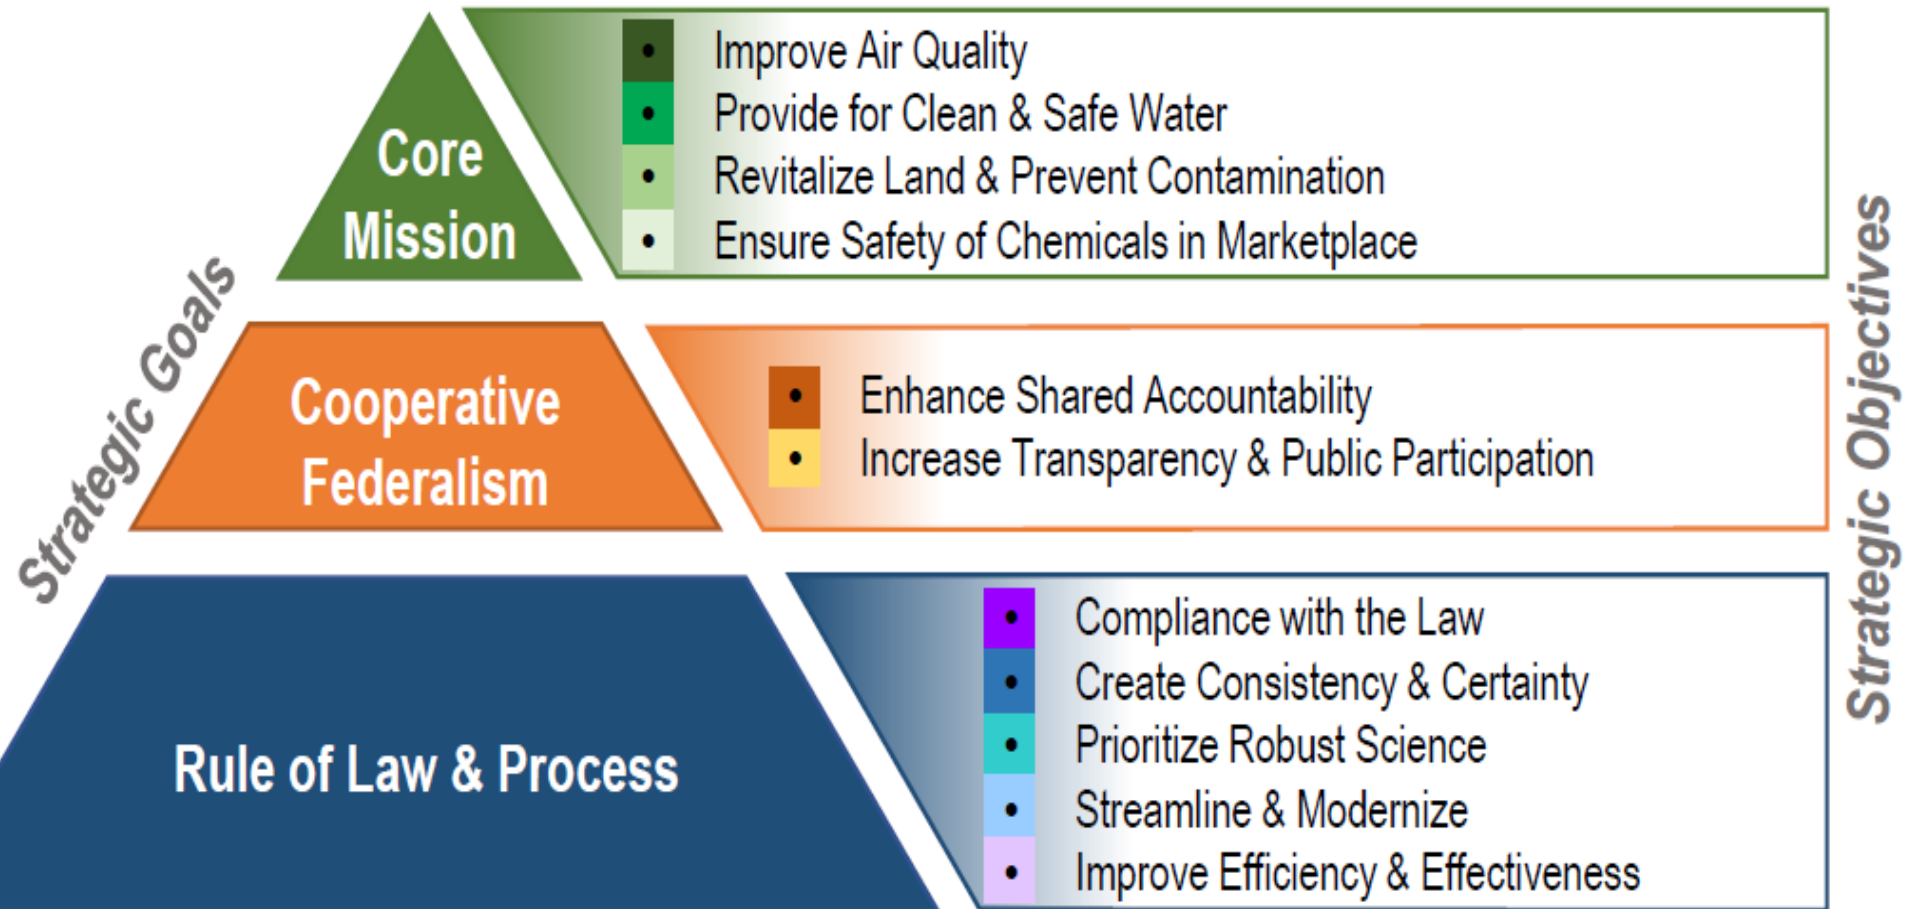 Strategic Goals
Core
Mission
• Improve Air Quality
• Provide for Clean & Safe Water
• Revitalize Land & Prevent Contamination
• Ensure Safety of Chemicals in Marketplace
Cooperative
Federalism
• Enhance Shared Accountability
• Increase Transparency & Public Participation
Rule of Law & Process
• Compliance with the Law
• Create Consistency & Certainty
• Prioritize Robust Science
• Streamline & Modernize
• Improve Efficiency & Effectiveness
Strategic Objectives